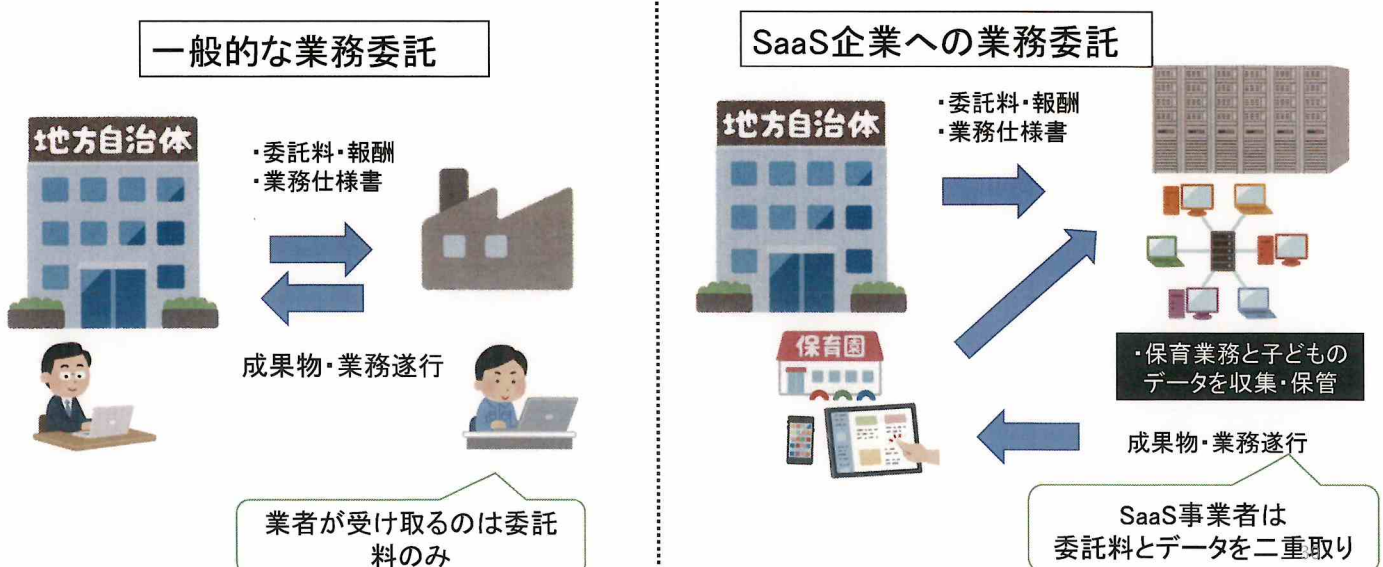 一般的な業務委託
地方自治体
・委託料・報酬
・業務仕様書
成果物・業務遂行
業者が受け取るのは委託
料のみ
SaaS企業への業務委託
地方自治体
・委託料・報酬
・業務仕様書
保育園
・保育業務と子どもの
データを収集・保管
成果物・業務遂行
SaaS事業者は
委託料とデータを二重取り